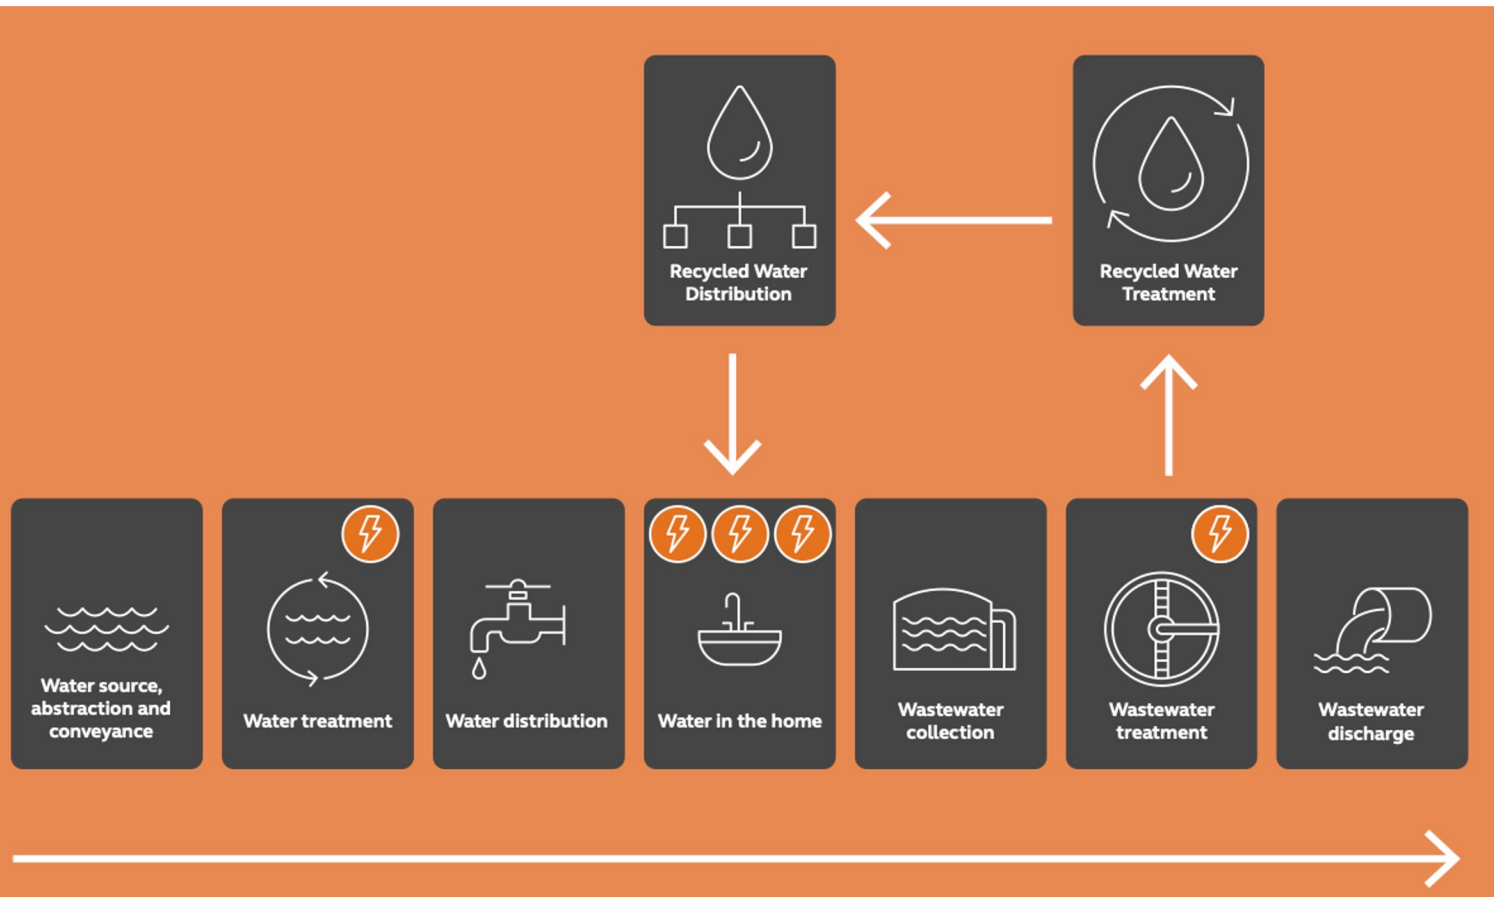 Recycled Water
Distribution
Recycled Water
Treatment
Water source,
abstraction and
conveyance
Water treatment
Water distribution
Water in the home
Wastewater
collection
Wastewater
treatment
Wastewater
discharge